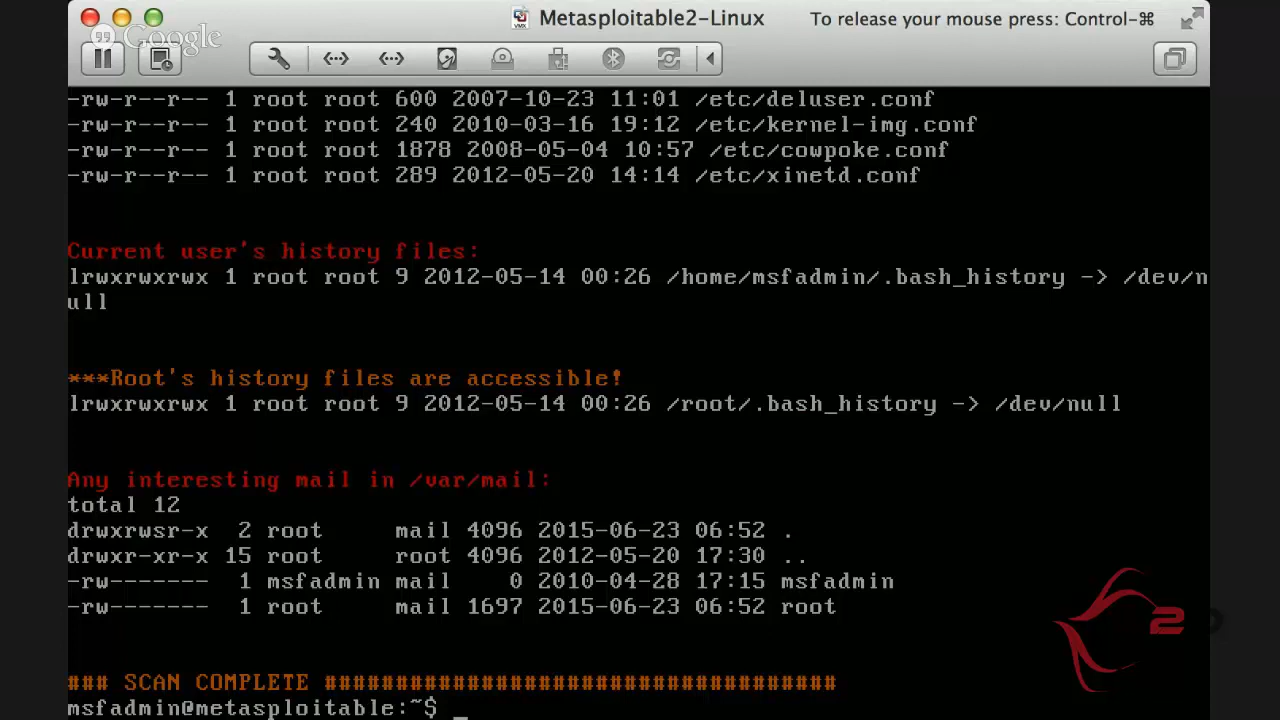 Metasploitable2-Linux
To release your mouse press: Control-⌘
Google
-rw-r--r-- 1 root root 600 2007-10-23 11:01 /etc/deluser.conf
-rw-r--r-- 1 root root 240 2010-03-16 19:12 /etc/kernel-img.conf
-rw-r--r-- 1 root root 1878 2008-05-04 10:57 /etc/cowpoke.conf
-rw-r--r-- 1 root root 289 2012-05-20 14:14 /etc/xinetd.conf
Current user's history files:
lrwxrwxrwx 1 root root 9 2012-05-14 00:26 /home/msfadmin/.bash_history -> /dev/n
ull
***Root's history files are accessible!
lrwxrwxrwx 1 root root 9 2012-05-14 00:26 /root/.bash_history -> /dev/null
Any interesting mail in /var/mail:
total 12
drwxrwsr-x  2 root     mail 4096 2015-06-23 06:52 .
drwxr-xr-x 15 root     root 4096 2012-05-20 17:30 ..
-rw-------  1 msfadmin mail    0 2010-04-28 17:15 msfadmin
-rw-------  1 root     mail 1697 2015-06-23 06:52 root
2
### SCAN COMPLETE ####################################
msfadmin@metasploitable:~$ _